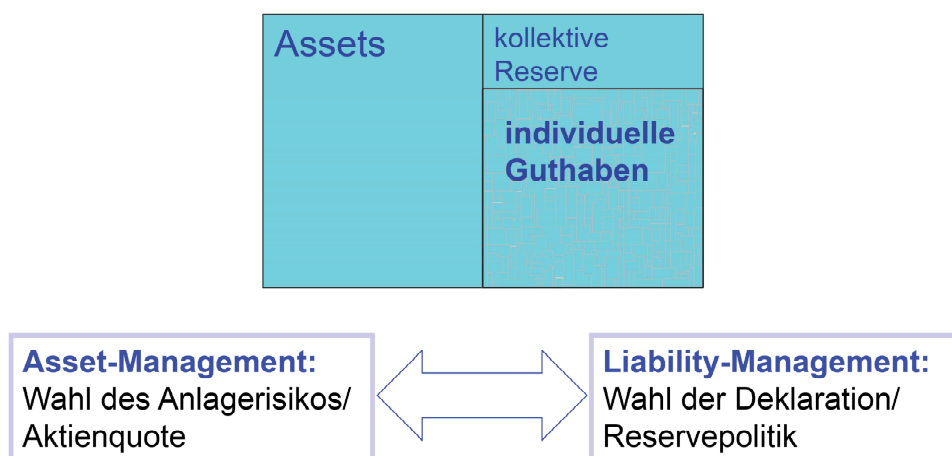 Assets
kollektive
Reserve
individuelle
Guthaben
Asset-Management:
Wahl des Anlagerisikos/
Aktienquote
Liability-Management:
Wahl der Deklaration/
Reservepolitik